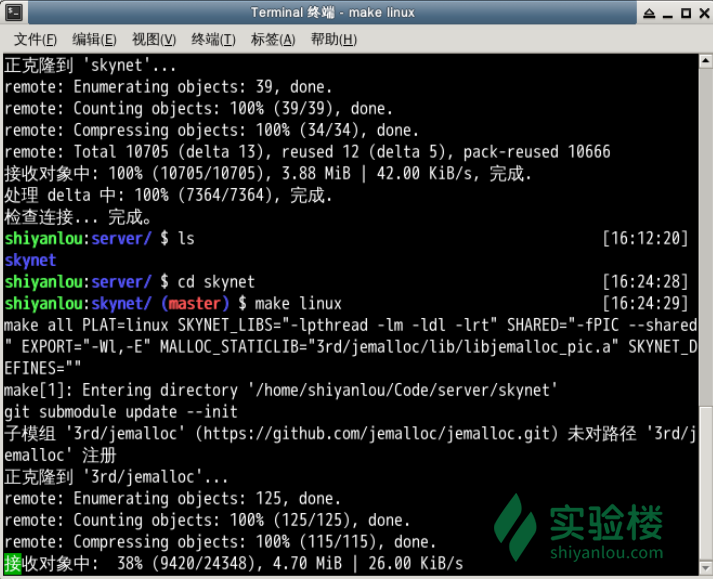 Terminal 终端 - make linux
文件(F) 编辑(E) 视图(V) 终端(T) 标签(A) 帮助(H)
正克隆到 'skynet'...
remote: Enumerating objects: 39, done.
remote: Counting objects: 100% (39/39), done.
remote: Compressing objects: 100% (34/34), done.
remote: Total 10705 (delta 13), reused 12 (delta 5), pack-reused 10666
接收对象中: 100% (10705/10705), 3.88 MiB | 42.00 KiB/s, 完成.
处理 delta 中: 100% (7364/7364), 完成.
检查连接... 完成。
shiyanlou:server/ $ ls [16:12:20]
skynet
shiyanlou:server/ $ cd skynet [16:24:28]
shiyanlou:skynet/ (master) $ make linux [16:24:29]
make all PLAT=linux SKYNET_LIBS="-lpthread -lm -ldl -lrt" SHARED="-fPIC --shared
" EXPORT="-Wl,-E" MALLOC_STATICLIB="3rd/jemalloc/lib/libjemalloc_pic.a" SKYNET_D
EFINES=""
make[1]: Entering directory '/home/shiyanlou/Code/server/skynet'
git submodule update --init
子模组 '3rd/jemalloc' (https://github.com/jemalloc/jemalloc.git) 未对路径 '3rd/j
emalloc' 注册
正克隆到 '3rd/jemalloc'...
remote: Enumerating objects: 125, done.
remote: Counting objects: 100% (125/125), done.
remote: Compressing objects: 100% (115/115), done.
接收对象中: 38% (9420/24348), 4.70 MiB | 26.00 KiB/s
实验楼
shiyanlou.com